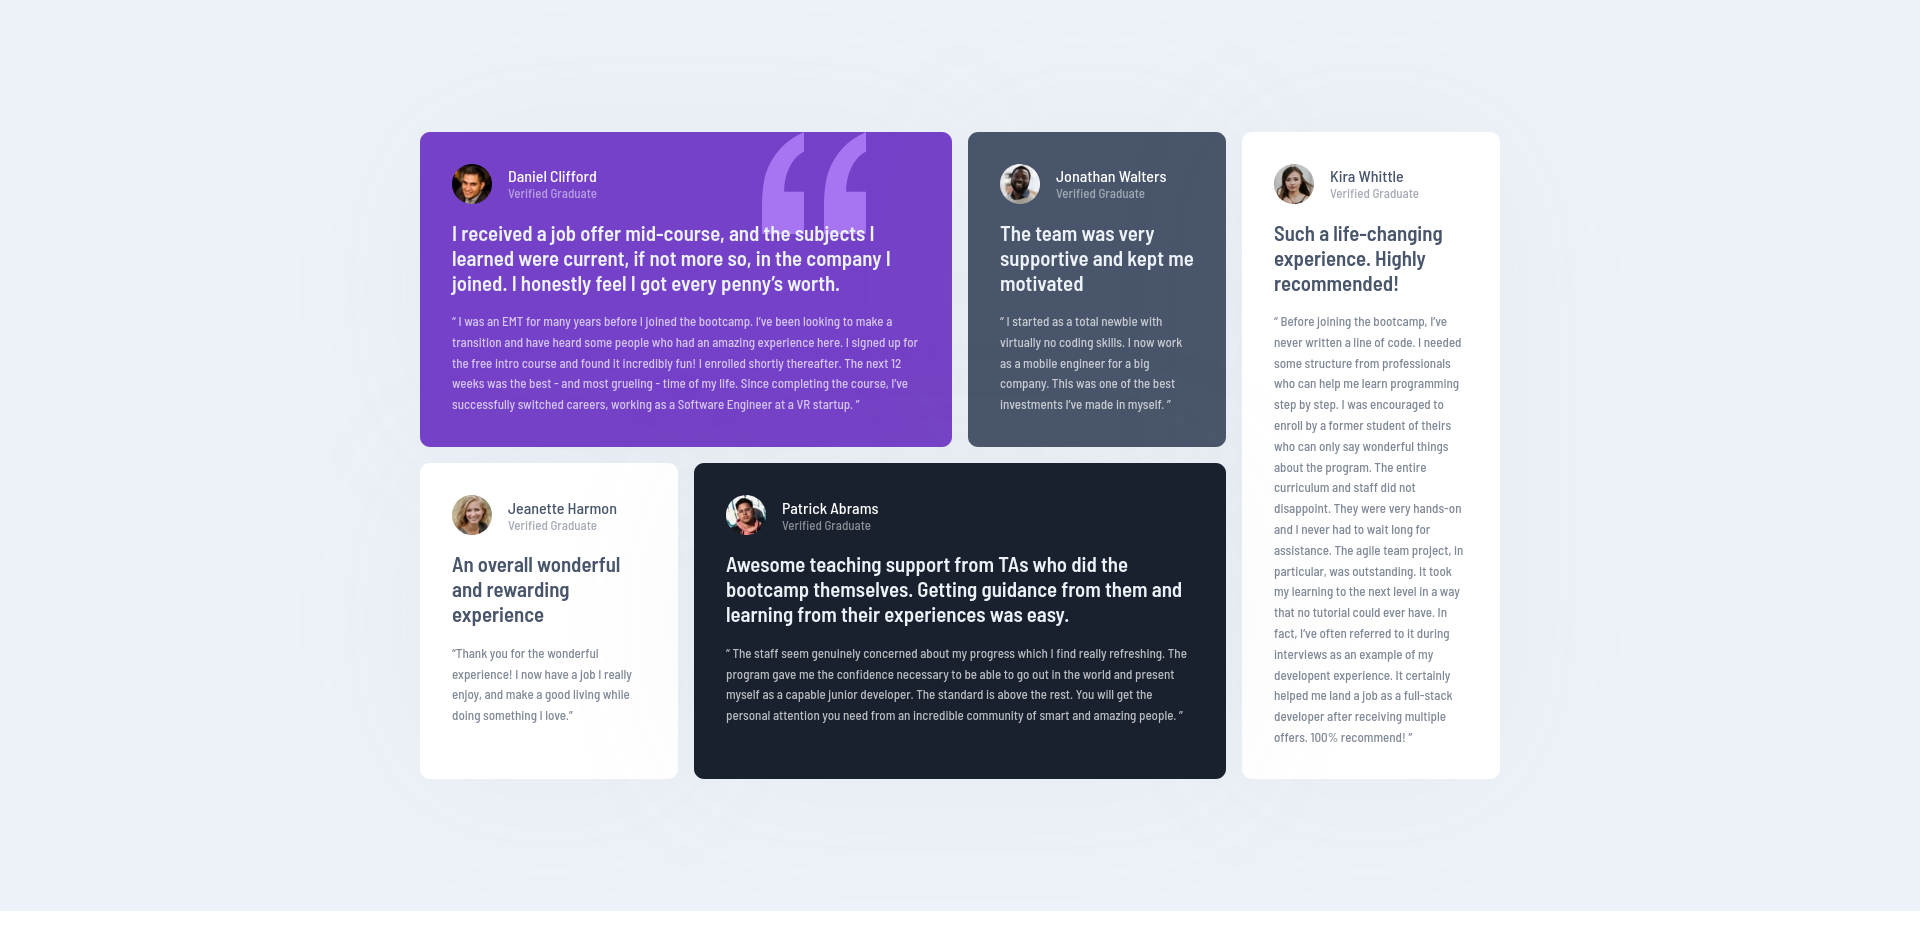 Daniel Clifford
Verified Graduate
I received a job offer mid-course, and the subjects I
learned were current, if not more so, in the company I
joined. I honestly feel I got every penny’s worth.
“ I was an EMT for many years before I joined the bootcamp. I’ve been looking to make a
transition and have heard some people who had an amazing experience here. I signed up for
the free intro course and found it incredibly fun! I enrolled shortly thereafter. The next 12
weeks was the best - and most grueling - time of my life. Since completing the course, I’ve
successfully switched careers, working as a Software Engineer at a VR startup. ”
Jonathan Walters
Verified Graduate
The team was very
supportive and kept me
motivated
“ I started as a total newbie with
virtually no coding skills. I now work
as a mobile engineer for a big
company. This was one of the best
investments I’ve made in myself. ”
Kira Whittle
Verified Graduate
Such a life-changing
experience. Highly
recommended!
“ Before joining the bootcamp, I’ve
never written a line of code. I needed
some structure from professionals
who can help me learn programming
step by step. I was encouraged to
enroll by a former student of theirs
who can only say wonderful things
about the program. The entire
curriculum and staff did not
disappoint. They were very hands-on
and I never had to wait long for
assistance. The agile team project, in
particular, was outstanding. It took
my learning to the next level in a way
that no tutorial could ever have. In
fact, I’ve often referred to it during
interviews as an example of my
developent experience. It certainly
helped me land a job as a full-stack
developer after receiving multiple
offers. 100% recommend! ”
Jeanette Harmon
Verified Graduate
An overall wonderful
and rewarding
experience
“Thank you for the wonderful
experience! I now have a job I really
enjoy, and make a good living while
doing something I love.”
Patrick Abrams
Verified Graduate
Awesome teaching support from TAs who did the
bootcamp themselves. Getting guidance from them and
learning from their experiences was easy.
“ The staff seem genuinely concerned about my progress which I find really refreshing. The
program gave me the confidence necessary to be able to go out in the world and present
myself as a capable junior developer. The standard is above the rest. You will get the
personal attention you need from an incredible community of smart and amazing people. ”